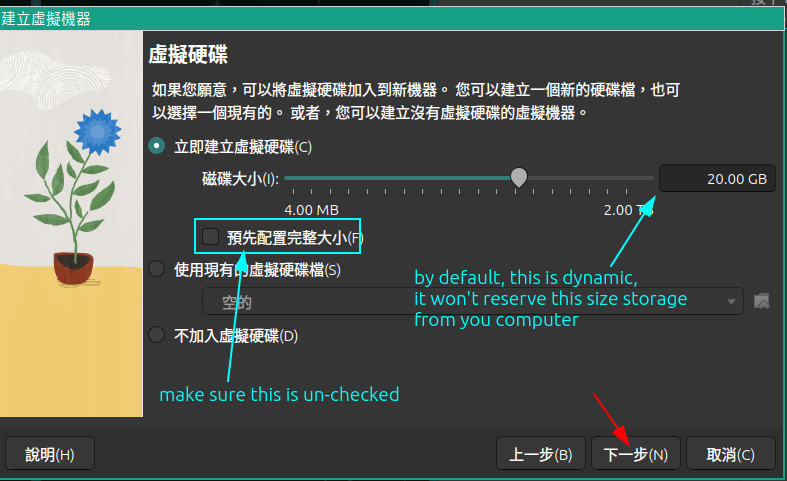 建立虛擬機器
虛擬硬碟
如果您願意，可以將虛擬硬碟加入到新機器。您可以建立一個新的硬碟檔，也可
以選擇一個現有的。或者，您可以建立沒有虛擬硬碟的虛擬機器。
立即建立虛擬硬碟(C)
磁碟大小(I):
20.00 GB
4.00 MB
2.00 TB
預先配置完整大小(F)
使用現有的虛擬硬碟檔(S)
by default, this is dynamic,
it won't reserve this size storage
from you computer
空的
不加入虛擬硬碟(D)
make sure this is un-checked
說明(H)
上一步(B)
下一步(N)
取消(C)